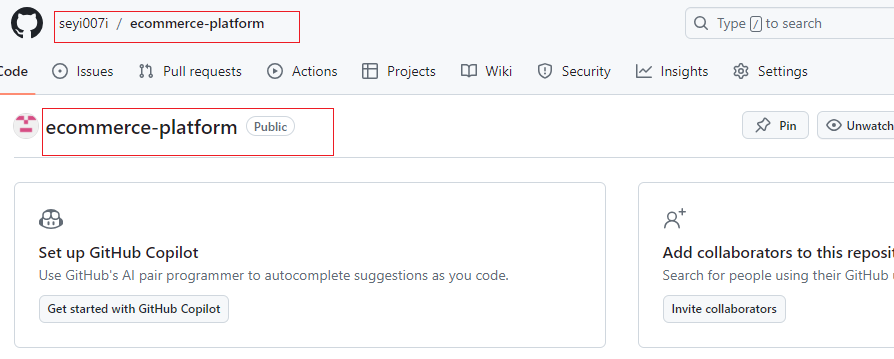 seyi007i / ecommerce-platform
Type / to search
Code Issues Pull requests Actions Projects Wiki Security Insights Settings
ecommerce-platform Public Pin Unwatch
Set up GitHub Copilot
Use GitHub's AI pair programmer to autocomplete suggestions as you code.
Get started with GitHub Copilot
Add collaborators to this reposit
Search for people using their GitHub
Invite collaborators